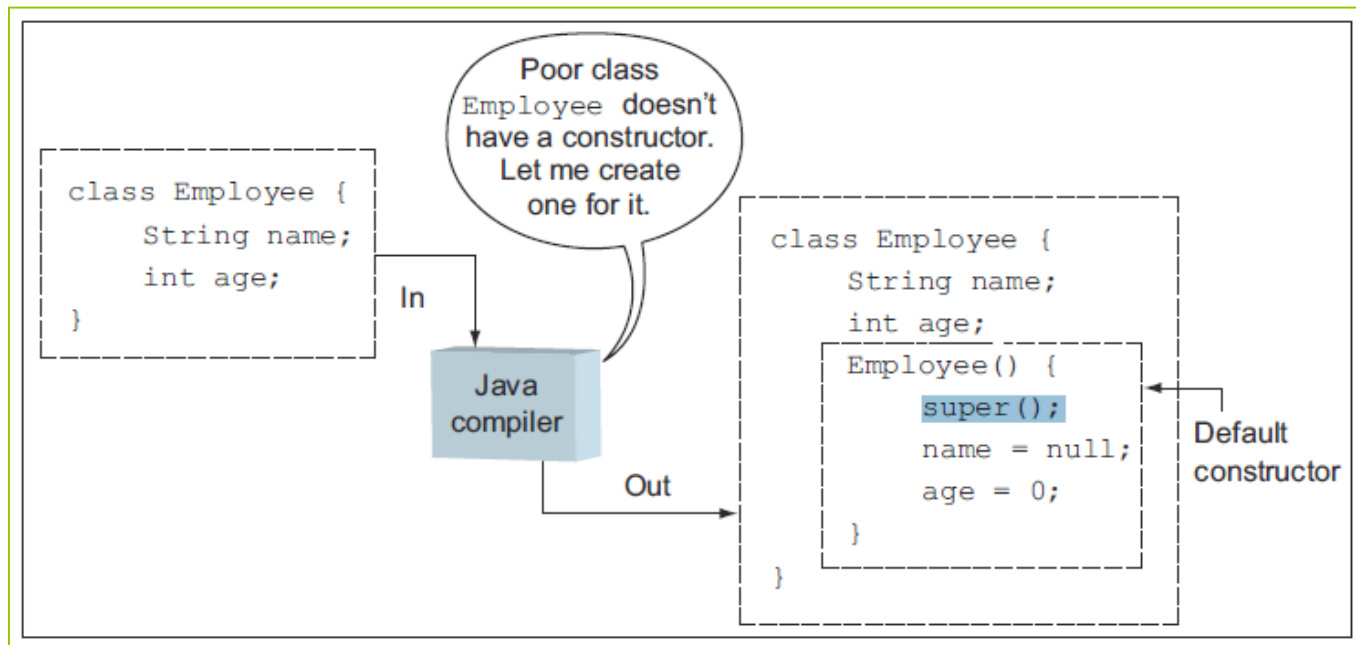 Poor class
Employee doesn't
have a constructor.
Let me create
one for it.
class Employee {
String name;
int age;
}
In
Java
compiler
Out
class Employee {
String name;
int age;
Employee() {
super();
name = null;
age = 0;
}
}
Default
constructor